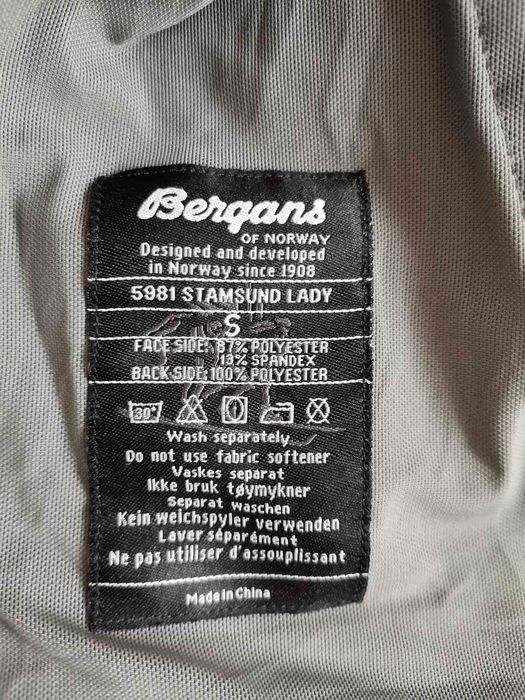 Bergans
OF NORWAY
Designed and developed
in Norway since 1908
5981 STAMSUND LADY
S
FACE SIDE: 87% POLYESTER
13% SPANDEX
BACK SIDE: 100% POLYESTER
30°
Wash separately
Do not use fabric softener
Vaskes separat
Ikke bruk tøymykner
Separat waschen
Kein weichspyler verwenden
Laver séparément
Ne pas utiliser d'assouplissant
Made in China